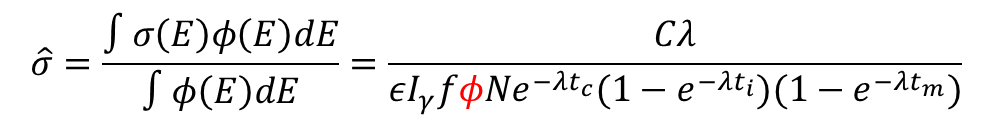 σ̂ = ∫ σ(E)ϕ(E)dE / ∫ ϕ(E)dE = Cλ / ϵI_γfϕNe^{−λt_c}(1 − e^{−λt_i})(1 − e^{−λt_m})